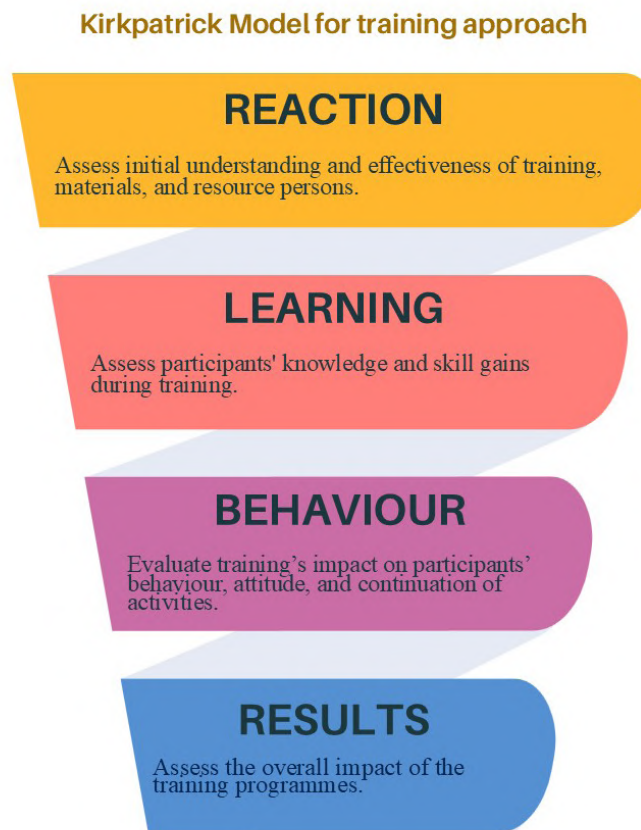 Kirkpatrick Model for training approach
REACTION
Assess initial understanding and effectiveness of training,
materials, and resource persons.
LEARNING
Assess participants' knowledge and skill gains
during training.
BEHAVIOUR
Evaluate training’s impact on participants’
behaviour, attitude, and continuation of
activities.
RESULTS
Assess the overall impact of the
training programmes.